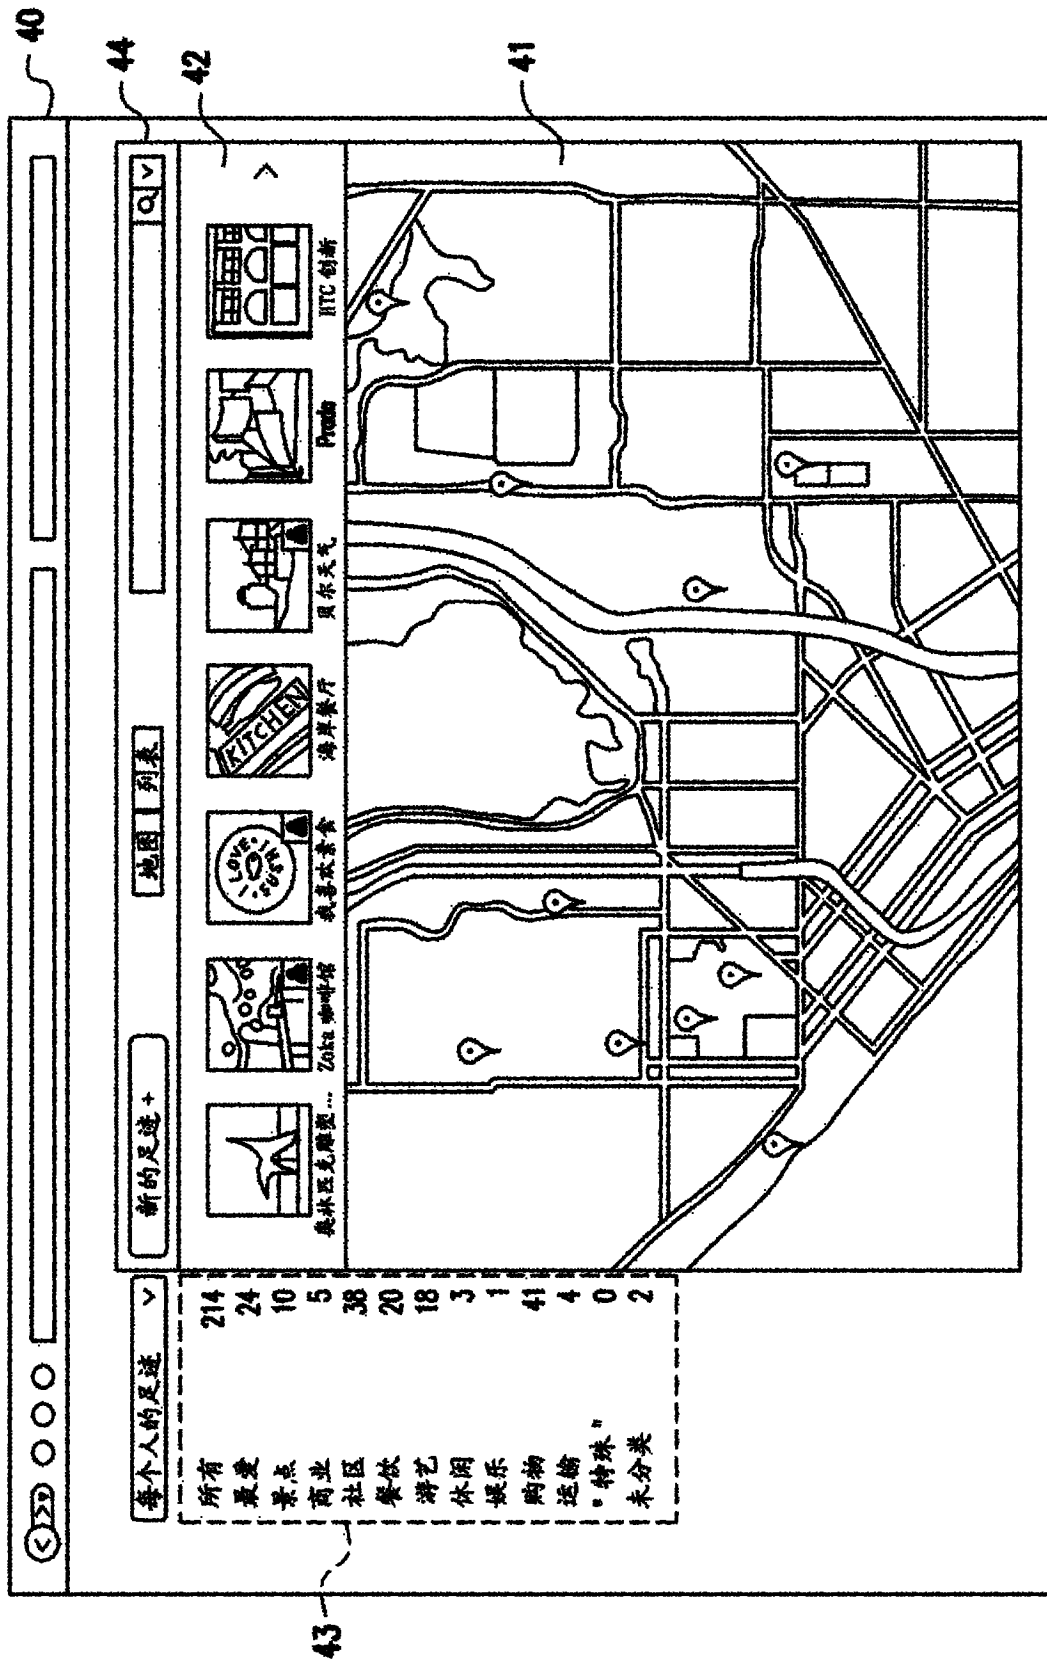 40
44
每个人的足迹
新的足迹 +
地图 | 列表
42
所有 214
最爱 24
景点 10
商业 5
社区 38
餐饮 20
游艺 18
休闲 3
娱乐 1
购物 41
运输 4
"特殊" 0
未分类 2
43
KITCHEN
I LOVE
奥林匹克雕塑...
Zoka 咖啡馆
我喜欢素食
海岸餐厅
贝尔天气
Prado
HTC 创新
41